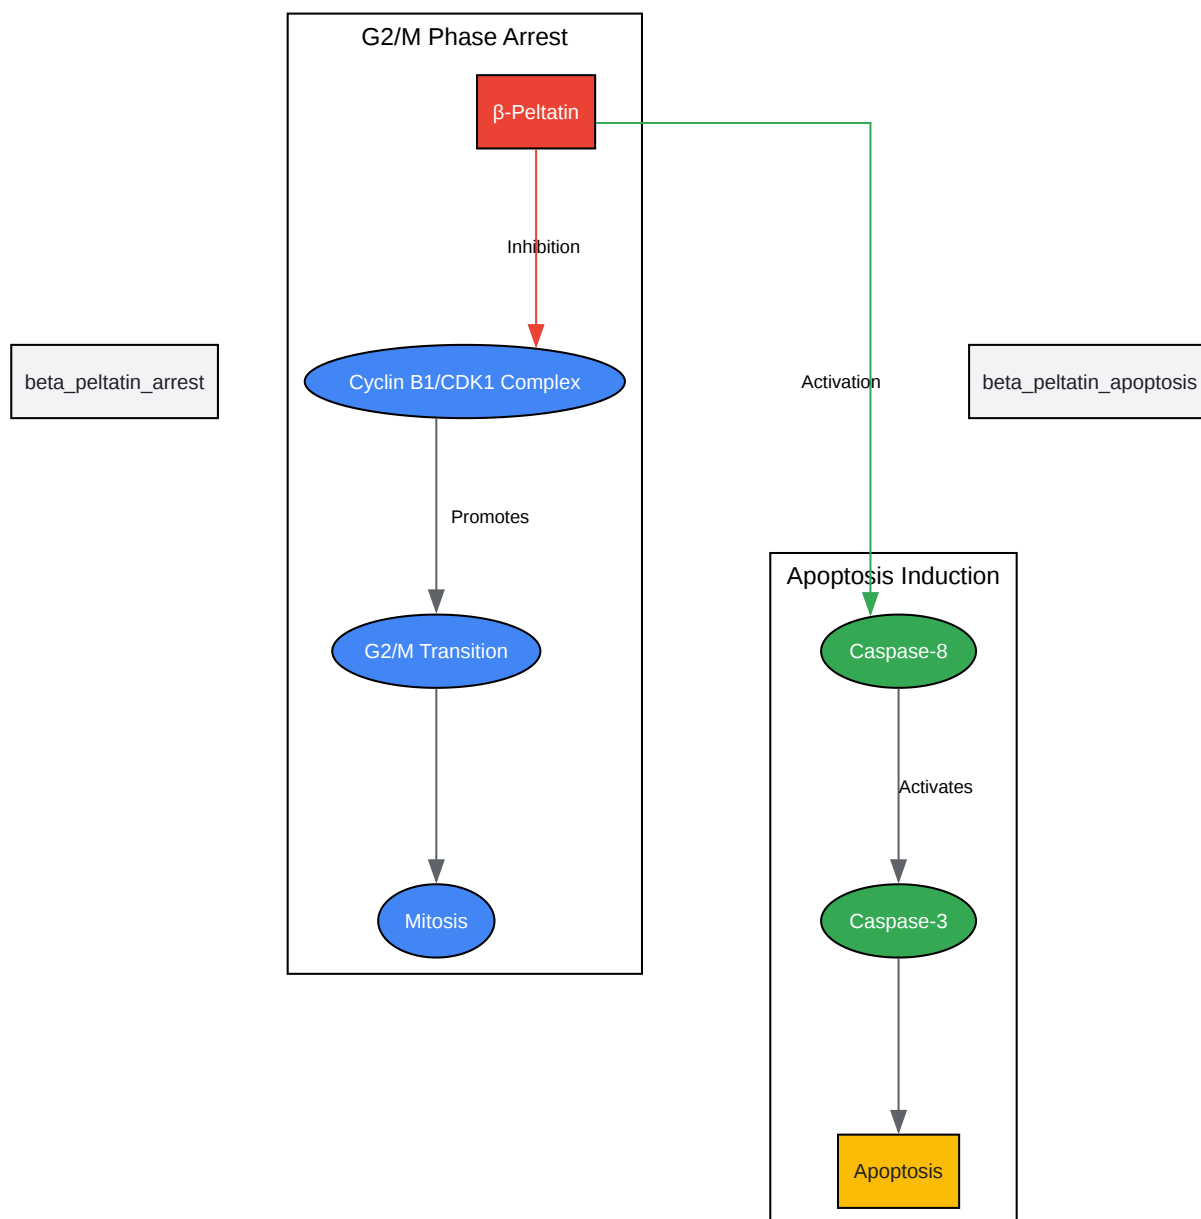 G2/M Phase Arrest
β-Peltatin
Inhibition
beta_peltatin_arrest
Cyclin B1/CDK1 Complex
Activation
beta_peltatin_apoptosis
Promotes
Apoptosis Induction
G2/M Transition
Caspase-8
Activates
Mitosis
Caspase-3
Apoptosis